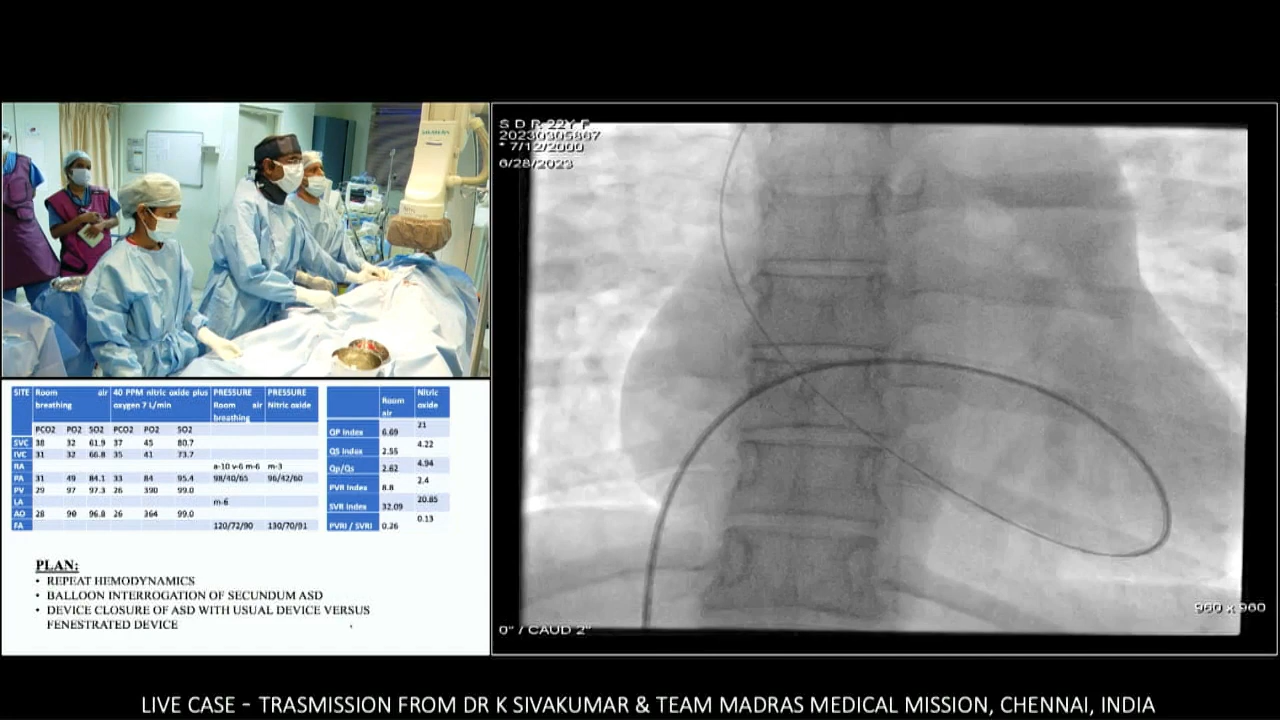 S D R 22Y F
20230305867
* 7/12/2000
6/28/2023
SIEMENS
SITE Room air breathing 40 PPM nitric oxide plus oxygen 7 L/min PRESSURE Room air breathing PRESSURE Nitric oxide
PCO2 PO2 SO2 PCO2 PO2 SO2
SVC 38 32 61.9 37 45 80.7
IVC 31 32 66.8 35 41 73.7
RA a-10 v-6 m-6 m-3
PA 31 49 84.1 33 84 95.4 98/40/65 96/42/60
PV 29 97 97.3 26 390 99.0
LA m-6
AO 28 90 96.8 26 364 99.0
FA 120/72/90 130/70/91
Room air Nitric oxide
QP Index 6.69 21
QS Index 2.55 4.22
Qp/Qs 2.62 4.94
PVR Index 8.8 2.4
SVR Index 32.09 20.85
PVRI / SVRI 0.26 0.13
PLAN:
• REPEAT HEMODYNAMICS
• BALLOON INTERROGATION OF SECUNDUM ASD
• DEVICE CLOSURE OF ASD WITH USUAL DEVICE VERSUS
FENESTRATED DEVICE
0° / CAUD 2°
960 x 960
LIVE CASE - TRASMISSION FROM DR K SIVAKUMAR & TEAM MADRAS MEDICAL MISSION, CHENNAI, INDIA